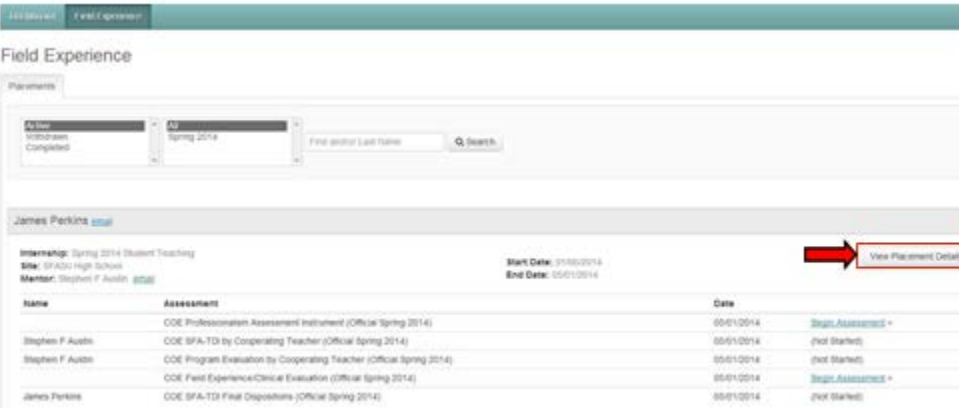 Field Experience
Field Experience
Placements
Active All
Withdrawn Spring 2014
Completed
First and/or Last Name Search
James Perkins email
Internship: Spring 2014 Student Teaching
Site: SFASU High School
Mentor: Stephen F Austin email
Start Date: 01/00/2014
End Date: 05/01/2014
View Placement Detail
Name Assessment Date
COE Professionalism Assessment Instrument (Official Spring 2014) 05/01/2014 Begin Assessment »
Stephen F Austin COE SFA-TDI by Cooperating Teacher (Official Spring 2014) 05/01/2014 (Not Started)
Stephen F Austin COE Program Evaluation by Cooperating Teacher (Official Spring 2014) 05/01/2014 (Not Started)
COE Field Experience/Clinical Evaluation (Official Spring 2014) 05/01/2014 Begin Assessment »
James Perkins COE SFA-TDI Final Dispositions (Official Spring 2014) 05/01/2014 (Not Started)